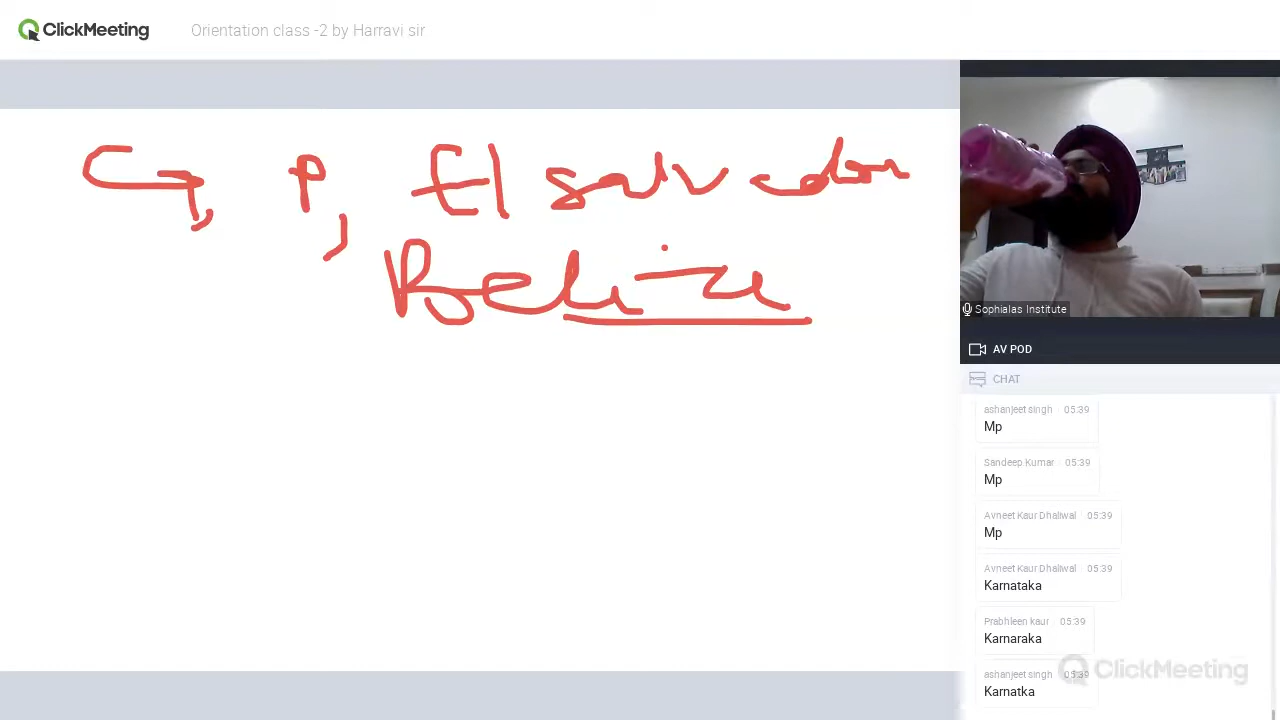 ClickMeeting
Orientation class -2 by Harravi sir
G, P, El salvador
Belize
Sophialas Institute
AV POD
CHAT
ashanjeet singh 05:39
Mp
Sandeep Kumar 05:39
Mp
Avneet Kaur Dhaliwal 05:39
Mp
Avneet Kaur Dhaliwal 05:39
Karnataka
Prabhleen kaur 05:39
Karnaraka
ashanjeet singh 05:39
Karnatka
ClickMeeting